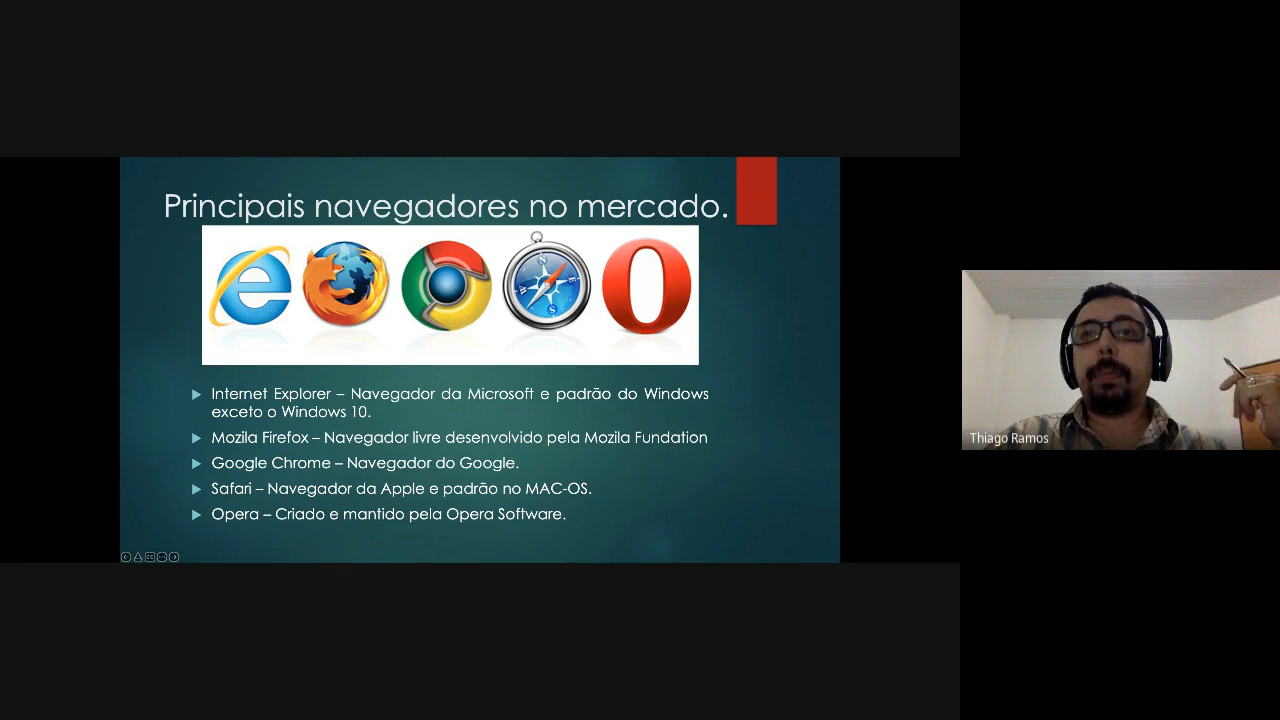 Principais navegadores no mercado.
Internet Explorer – Navegador da Microsoft e padrão do Windows
exceto o Windows 10.
Mozila Firefox – Navegador livre desenvolvido pela Mozila Fundation
Google Chrome – Navegador do Google.
Safari – Navegador da Apple e padrão no MAC-OS.
Opera – Criado e mantido pela Opera Software.
Thiago Ramos